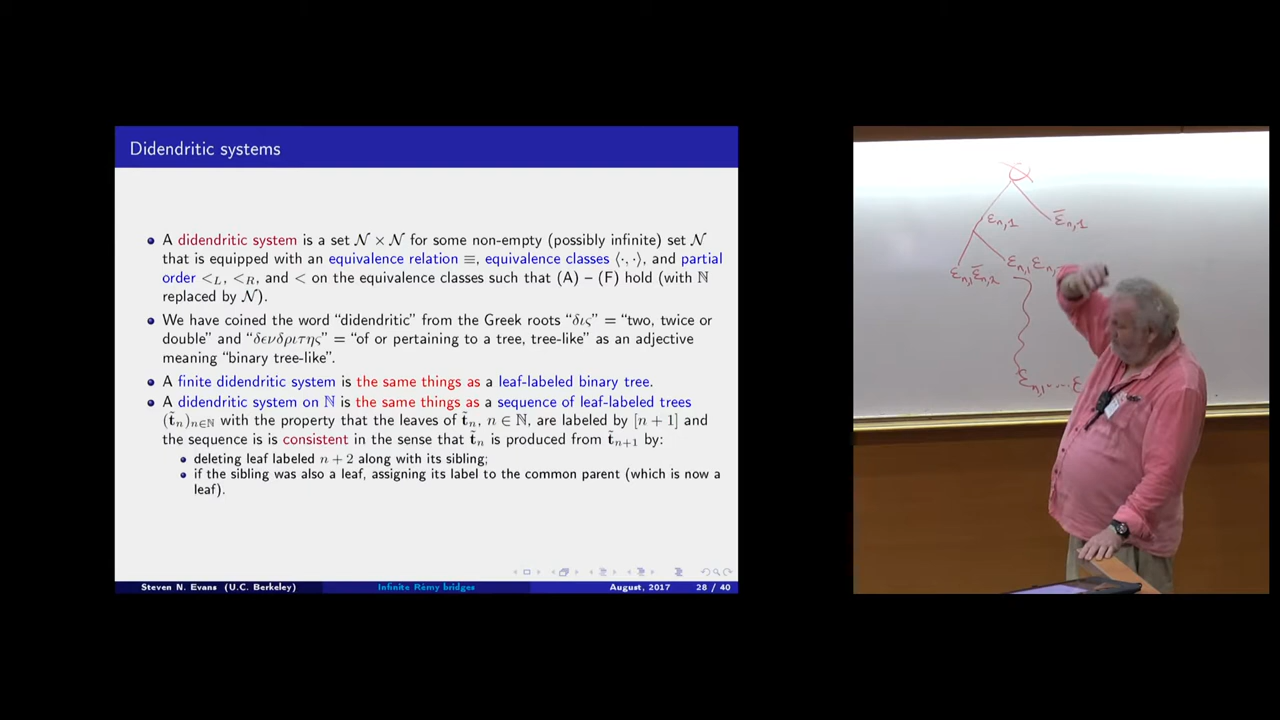 Didendritic systems
A didendritic system is a set 𝒩 × 𝒩 for some non-empty (possibly infinite) set 𝒩
that is equipped with an equivalence relation ≡, equivalence classes ⟨·, ·⟩, and partial
order <_L, <_R, and < on the equivalence classes such that (A) – (F) hold (with ℕ
replaced by 𝒩).
We have coined the word “didendritic” from the Greek roots “δις” = “two, twice or
double” and “δενδριτης” = “of or pertaining to a tree, tree-like” as an adjective
meaning “binary tree-like”.
A finite didendritic system is the same things as a leaf-labeled binary tree.
A didendritic system on ℕ is the same things as a sequence of leaf-labeled trees
(t̃_n)_{n∈ℕ} with the property that the leaves of t̃_n, n ∈ ℕ, are labeled by [n + 1] and
the sequence is is consistent in the sense that t̃_n is produced from t̃_{n+1} by:
deleting leaf labeled n + 2 along with its sibling;
if the sibling was also a leaf, assigning its label to the common parent (which is now a
leaf).
Steven N. Evans (U.C. Berkeley) Infinite Rémy bridges August, 2017 28 / 40
ε_{n,1} ε̄_{n,1}
ε_{n,1} ε̄_{n,2} ε_{n,1} ε_{n,
ε_{n,1} ..... ε